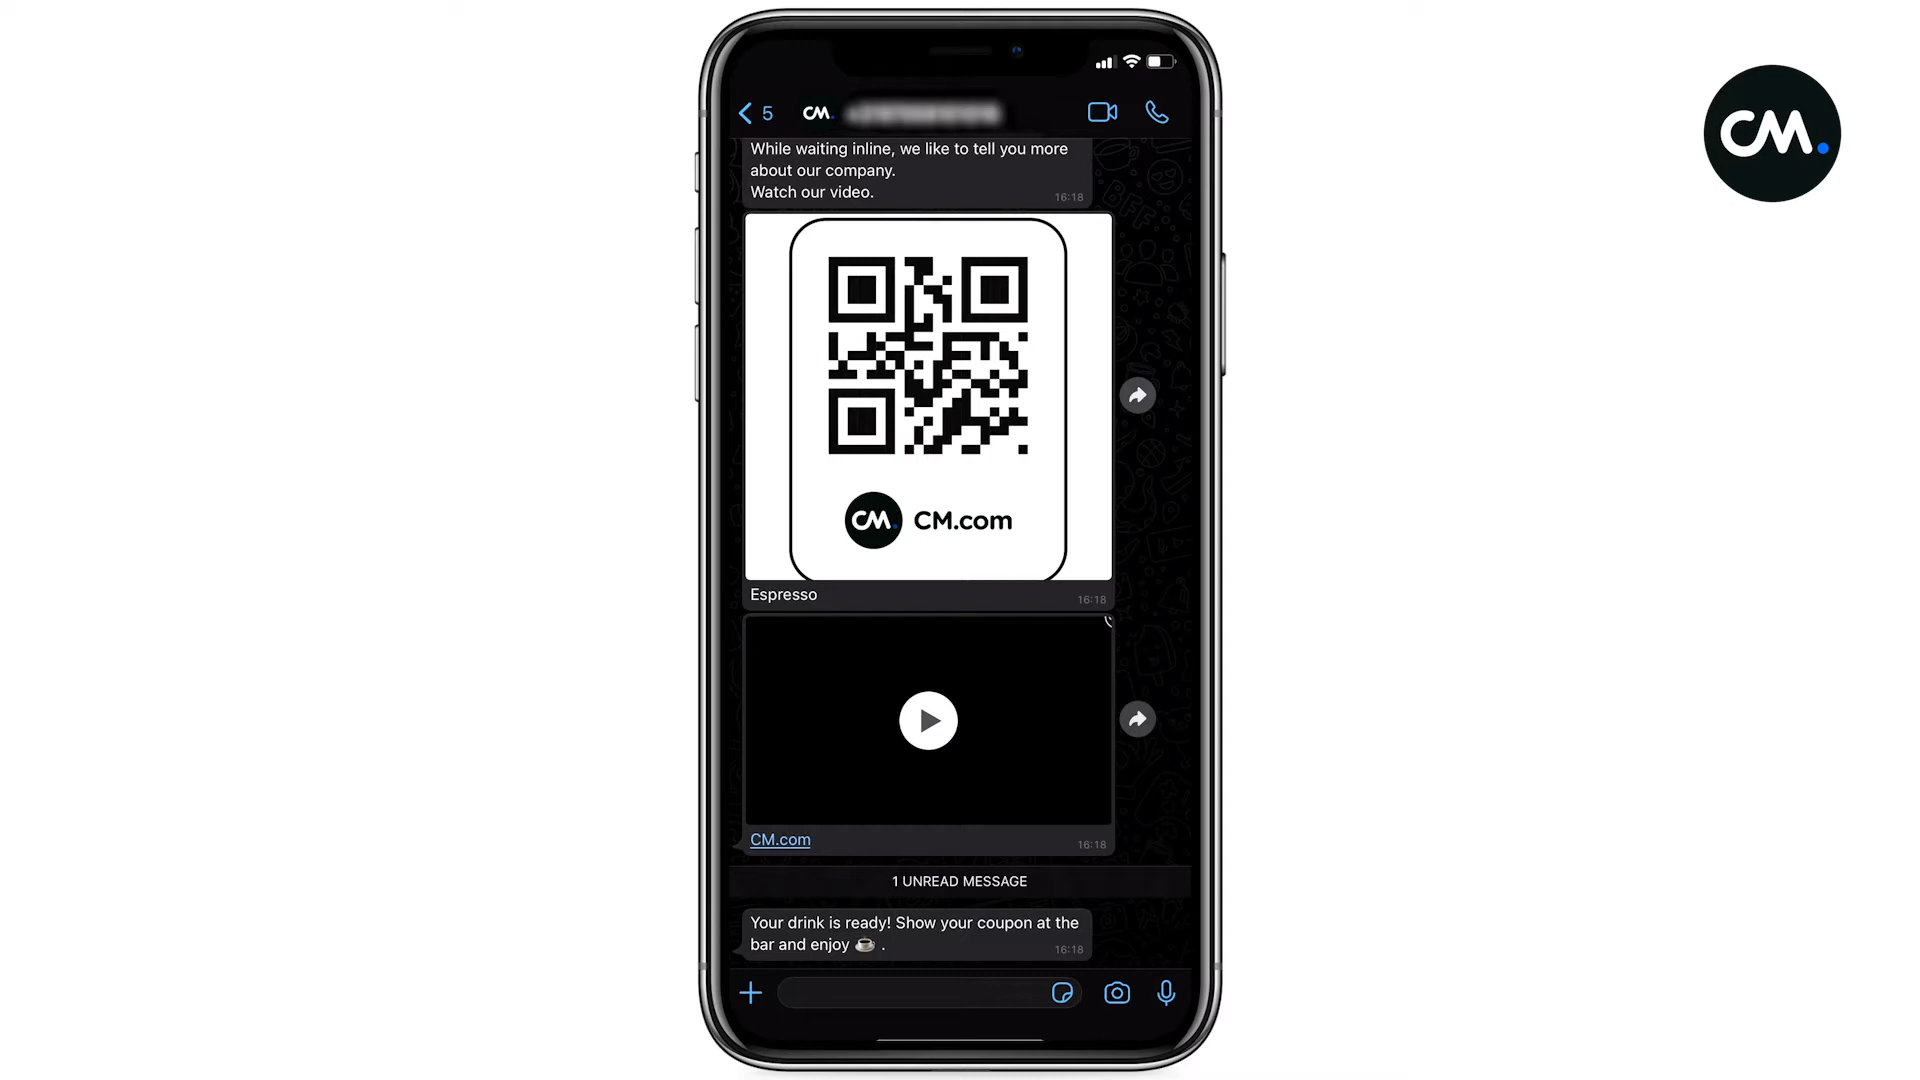 CM.
5
CM.
While waiting inline, we like to tell you more
about our company.
Watch our video.
16:18
CM. CM.com
Espresso
16:18
CM.com
16:18
1 UNREAD MESSAGE
Your drink is ready! Show your coupon at the
bar and enjoy ☕ .
16:18